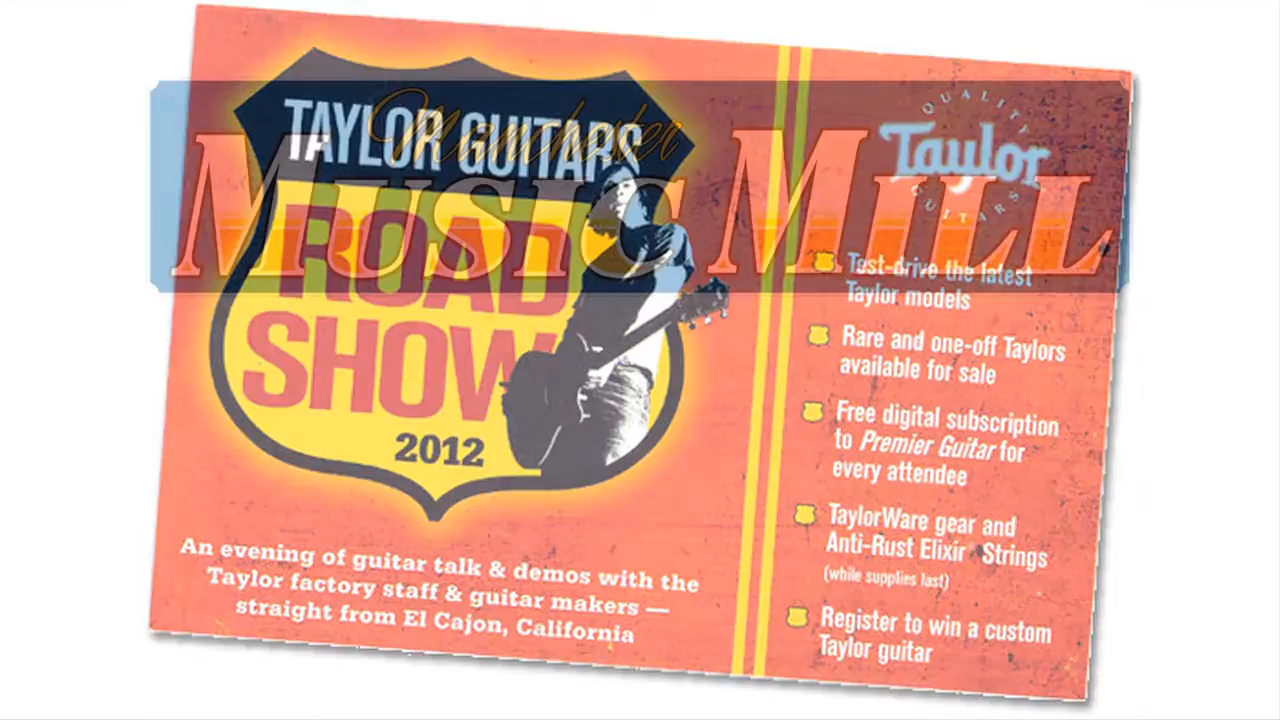 TAYLOR GUITARS
ROAD
SHOW
2012
An evening of guitar talk & demos with the
Taylor factory staff & guitar makers —
straight from El Cajon, California
Manchester
MUSIC MILL
QUALITY
Taylor
GUITARS
Test-drive the latest
Taylor models
Rare and one-off Taylors
available for sale
Free digital subscription
to Premier Guitar for
every attendee
TaylorWare gear and
Anti-Rust Elixir Strings
(while supplies last)
Register to win a custom
Taylor guitar